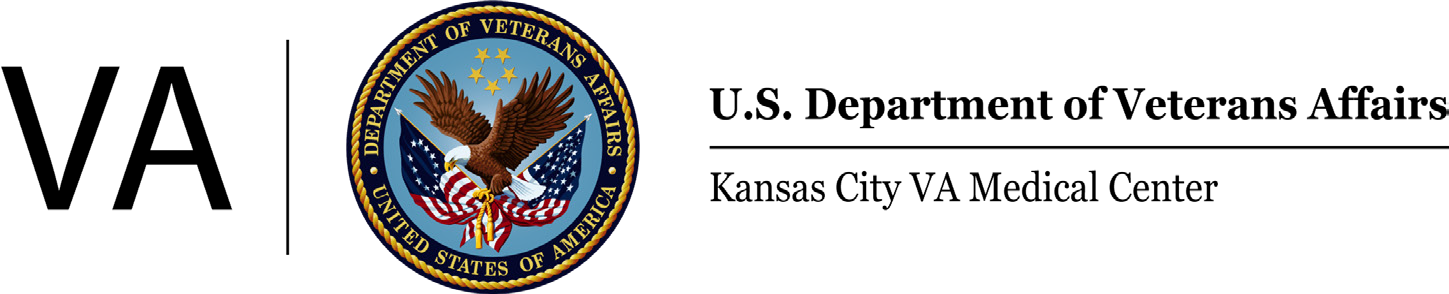 VA
DEPARTMENT OF VETERANS AFFAIRS
UNITED STATES OF AMERICA
U.S. Department of Veterans Affairs
Kansas City VA Medical Center